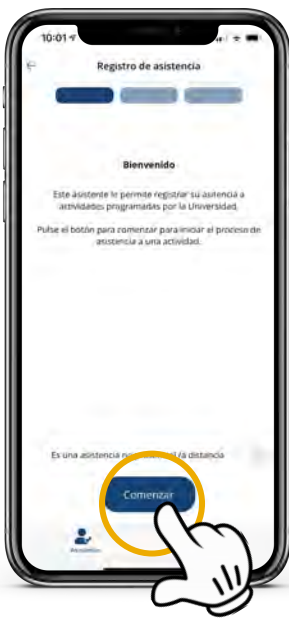 10:01
Registro de asistencia
Bienvenido
Este asistente le permite registrar su asitencia a
actividades programadas por la Universidad.
Pulse el botón para comenzar para iniciar el proceso de
asistencia a una actividad.
Es una asistencia /a distancia
Comenzar